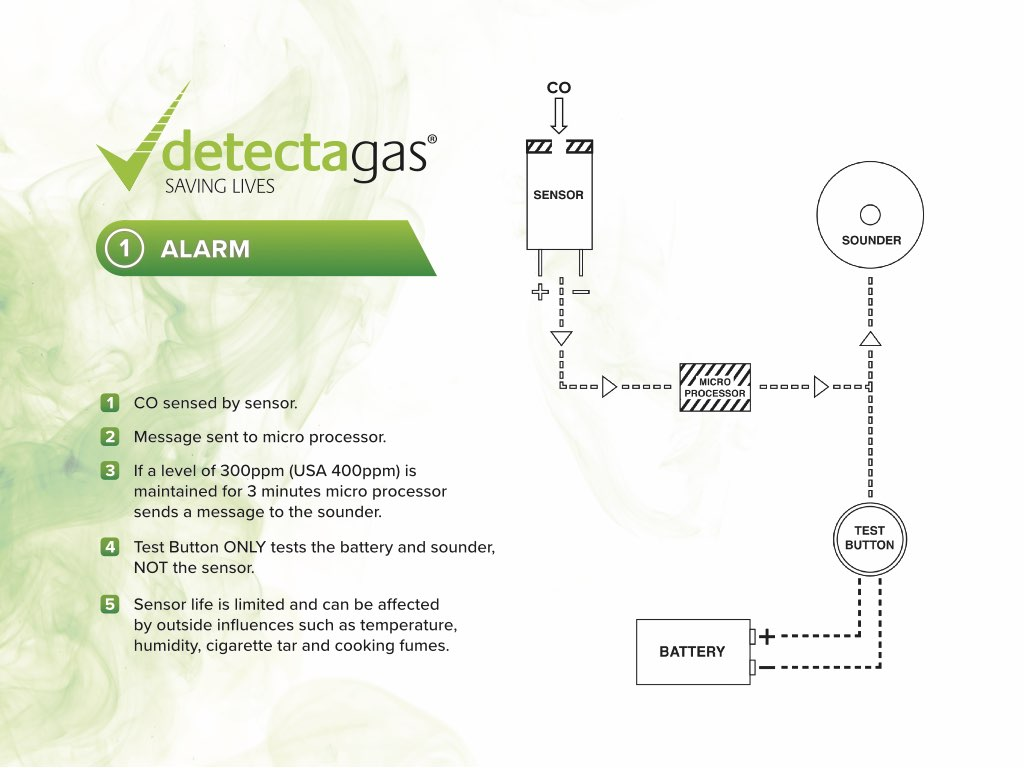 detectagas®
SAVING LIVES
1 ALARM
1 CO sensed by sensor.
2 Message sent to micro processor.
3 If a level of 300ppm (USA 400ppm) is
maintained for 3 minutes micro processor
sends a message to the sounder.
4 Test Button ONLY tests the battery and sounder,
NOT the sensor.
5 Sensor life is limited and can be affected
by outside influences such as temperature,
humidity, cigarette tar and cooking fumes.
CO
SENSOR
+ −
MICRO
PROCESSOR
SOUNDER
TEST
BUTTON
BATTERY
+
−